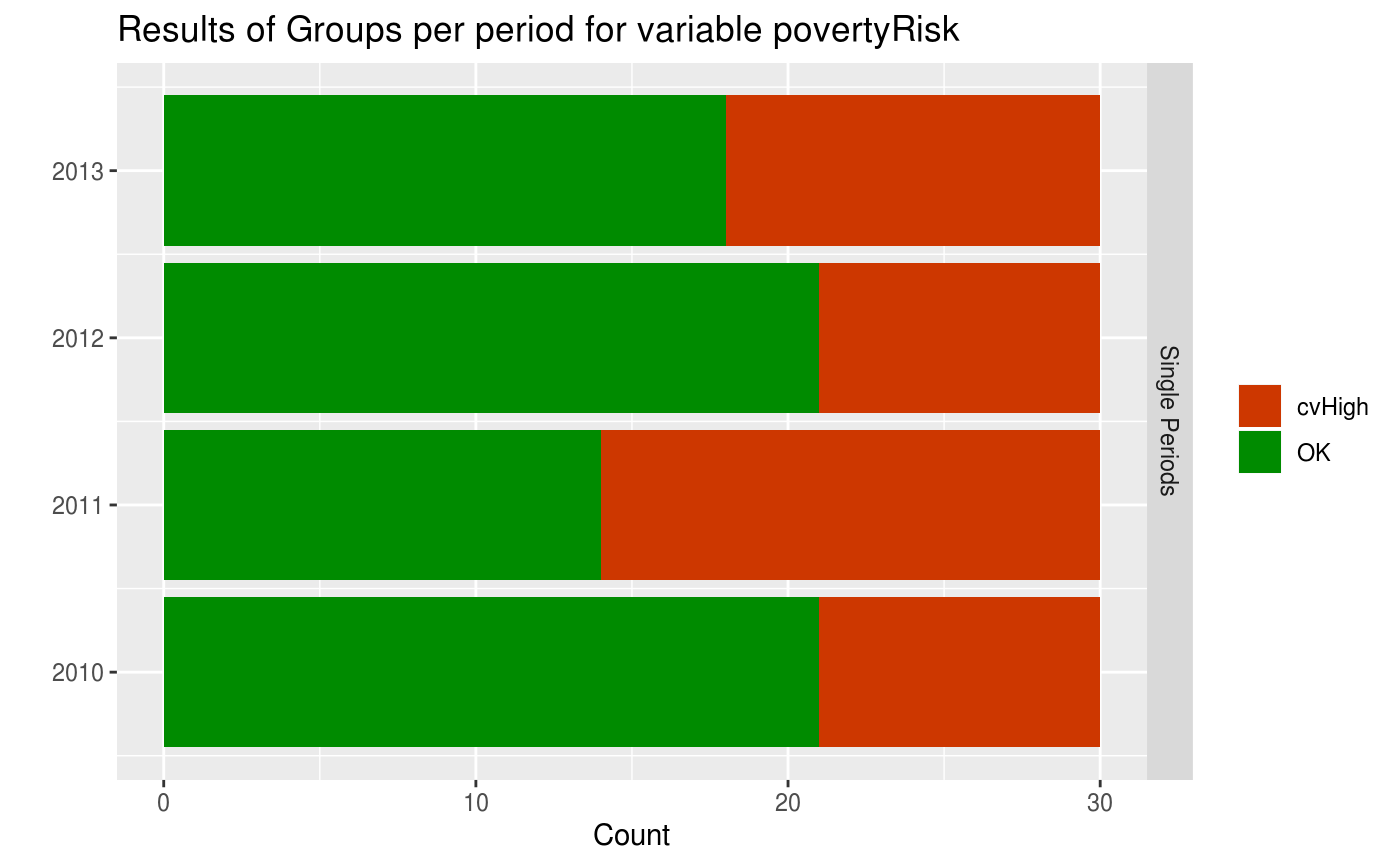 Results of Groups per period for variable povertyRisk
2013
2012
2011
2010
0 10 20 30
Count
Single Periods
cvHigh
OK